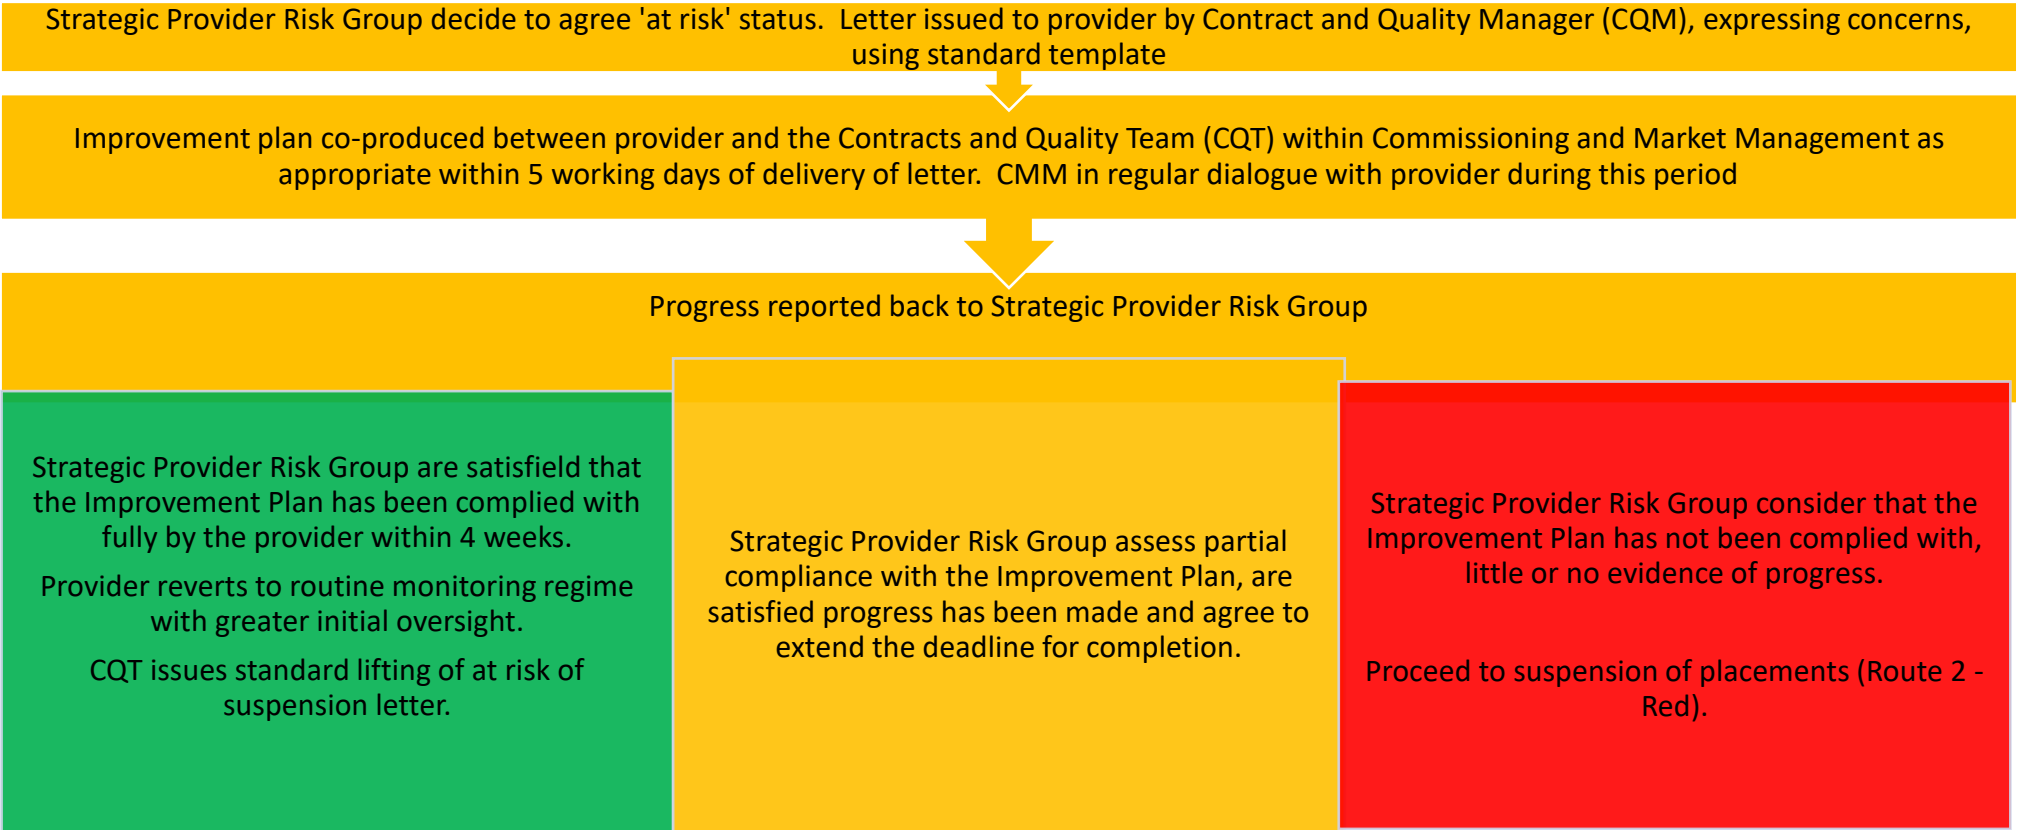 Strategic Provider Risk Group decide to agree 'at risk' status.  Letter issued to provider by Contract and Quality Manager (CQM), expressing concerns,
using standard template
Improvement plan co-produced between provider and the Contracts and Quality Team (CQT) within Commissioning and Market Management as
appropriate within 5 working days of delivery of letter.  CMM in regular dialogue with provider during this period
Progress reported back to Strategic Provider Risk Group
Strategic Provider Risk Group are satisfield that
the Improvement Plan has been complied with
fully by the provider within 4 weeks.
Provider reverts to routine monitoring regime
with greater initial oversight.
CQT issues standard lifting of at risk of
suspension letter.
Strategic Provider Risk Group assess partial
compliance with the Improvement Plan, are
satisfied progress has been made and agree to
extend the deadline for completion.
Strategic Provider Risk Group consider that the
Improvement Plan has not been complied with,
little or no evidence of progress.
Proceed to suspension of placements (Route 2 -
Red).